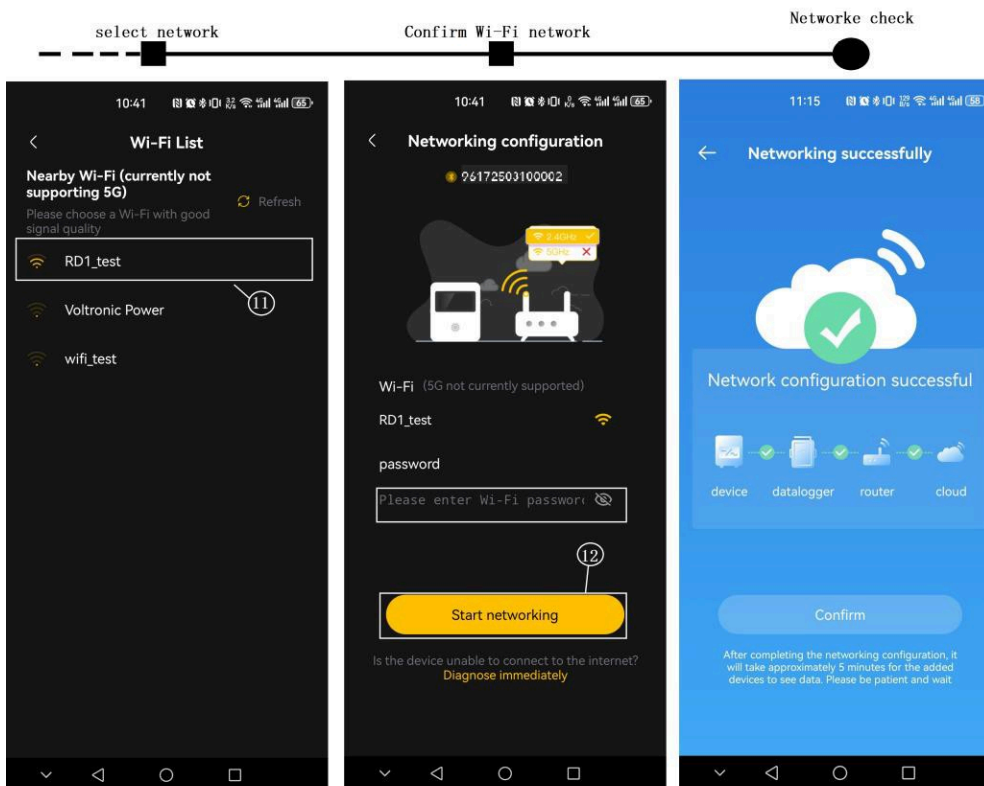 select network
Confirm Wi-Fi network
Networke check
10:41
65
Wi-Fi List
Nearby Wi-Fi (currently not
supporting 5G)
Refresh
Please choose a Wi-Fi with good
signal quality
RD1_test
11
Voltronic Power
wifi_test
10:41
65
Networking configuration
96172503100002
2.4GHz
5GHz
Wi-Fi (5G not currently supported)
RD1_test
password
Please enter Wi-Fi password
12
Start networking
Is the device unable to connect to the internet?
Diagnose immediately
11:15
58
Networking successfully
Network configuration successful
device datalogger router cloud
Confirm
After completing the networking configuration, it
will take approximately 5 minutes for the added
devices to see data. Please be patient and wait